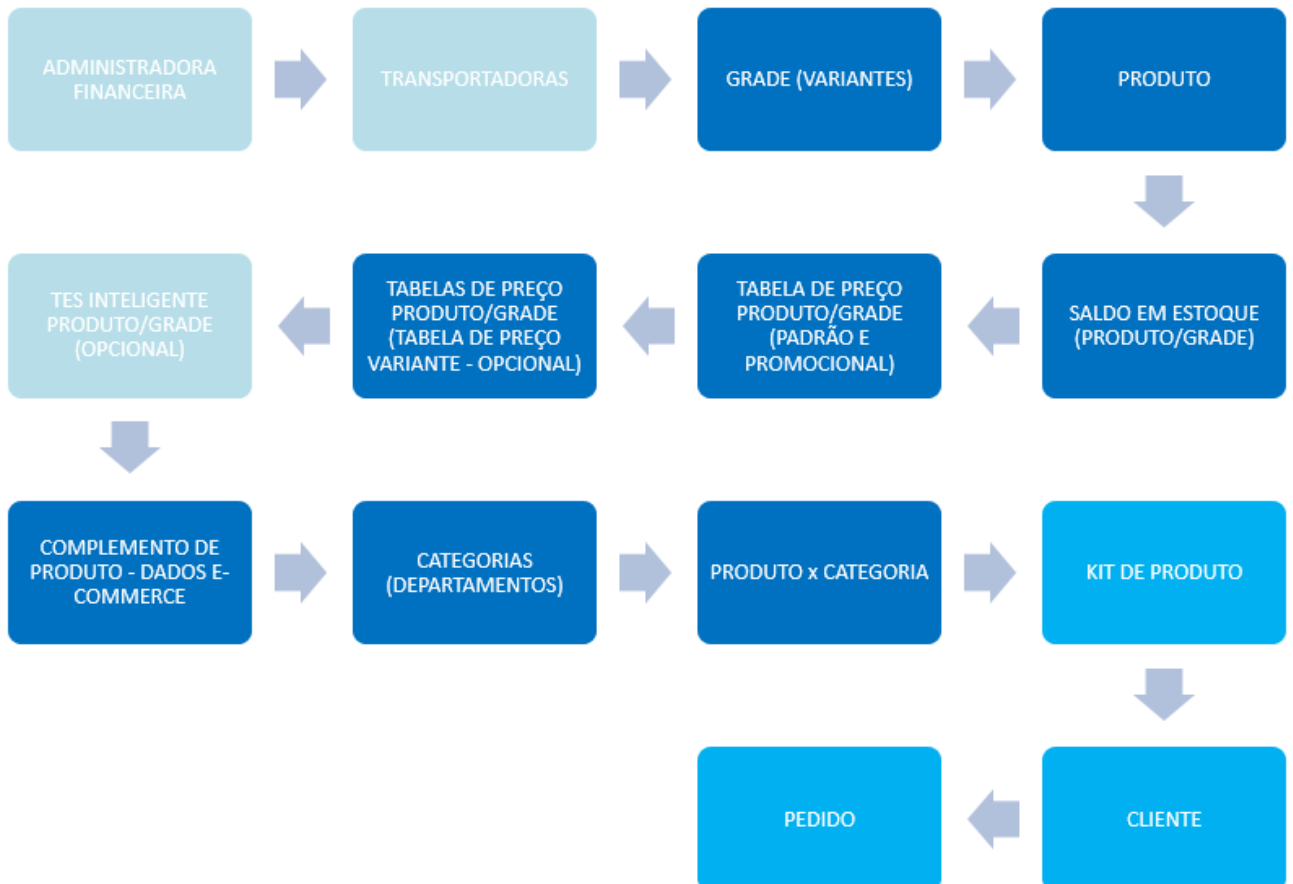 ADMINISTRADORA
FINANCEIRA
TRANSPORTADORAS
GRADE (VARIANTES)
PRODUTO
SALDO EM ESTOQUE
(PRODUTO/GRADE)
TABELA DE PREÇO
PRODUTO/GRADE
(PADRÃO E
PROMOCIONAL)
TABELAS DE PREÇO
PRODUTO/GRADE
(TABELA DE PREÇO
VARIANTE - OPCIONAL)
TES INTELIGENTE
PRODUTO/GRADE
(OPCIONAL)
COMPLEMENTO DE
PRODUTO - DADOS E-
COMMERCE
CATEGORIAS
(DEPARTAMENTOS)
PRODUTO x CATEGORIA
KIT DE PRODUTO
CLIENTE
PEDIDO